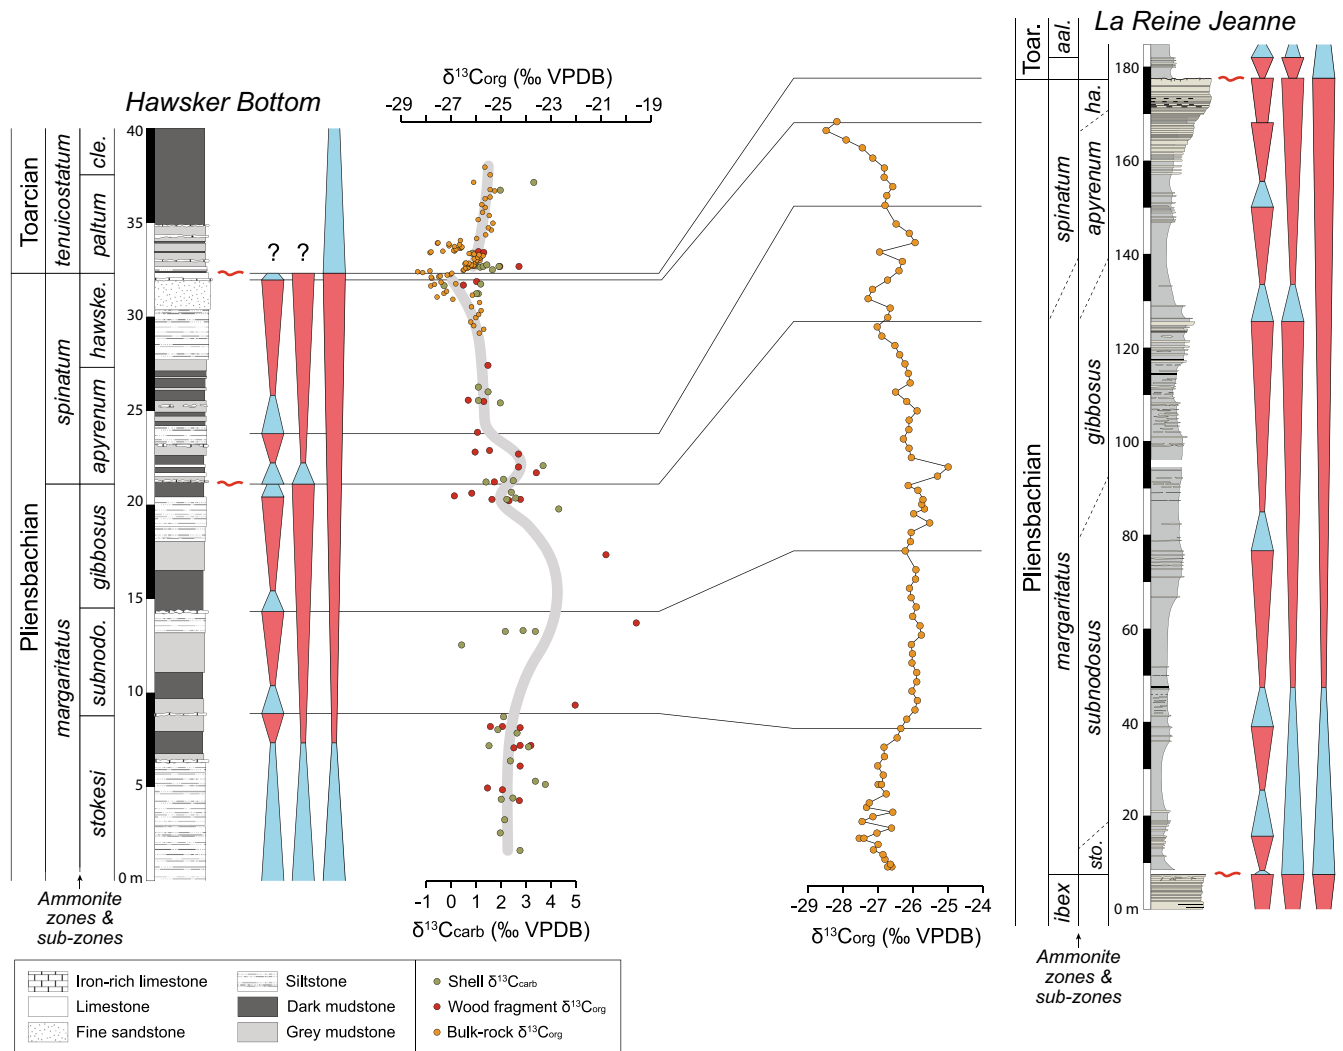 Hawsker Bottom
La Reine Jeanne
δ13Corg (‰ VPDB)
-29 -27 -25 -23 -21 -19
Toarcian
tenuicostatum
cle.
paltum
Pliensbachian
spinatum
hawske.
apyrenum
margaritatus
gibbosus
subnodo.
stokesi
40
35
30
25
20
15
10
5
0 m
? ?
Ammonite
zones &
sub-zones
-1 0 1 2 3 4 5
δ13Ccarb (‰ VPDB)
-29 -28 -27 -26 -25 -24
δ13Corg (‰ VPDB)
Toar.
aal.
Pliensbachian
spinatum
ha.
apyrenum
margaritatus
gibbosus
subnodosus
sto.
ibex
180
160
140
120
100
80
60
40
20
0 m
Ammonite
zones &
sub-zones
Iron-rich limestone
Limestone
Fine sandstone
Siltstone
Dark mudstone
Grey mudstone
Shell δ13Ccarb
Wood fragment δ13Corg
Bulk-rock δ13Corg